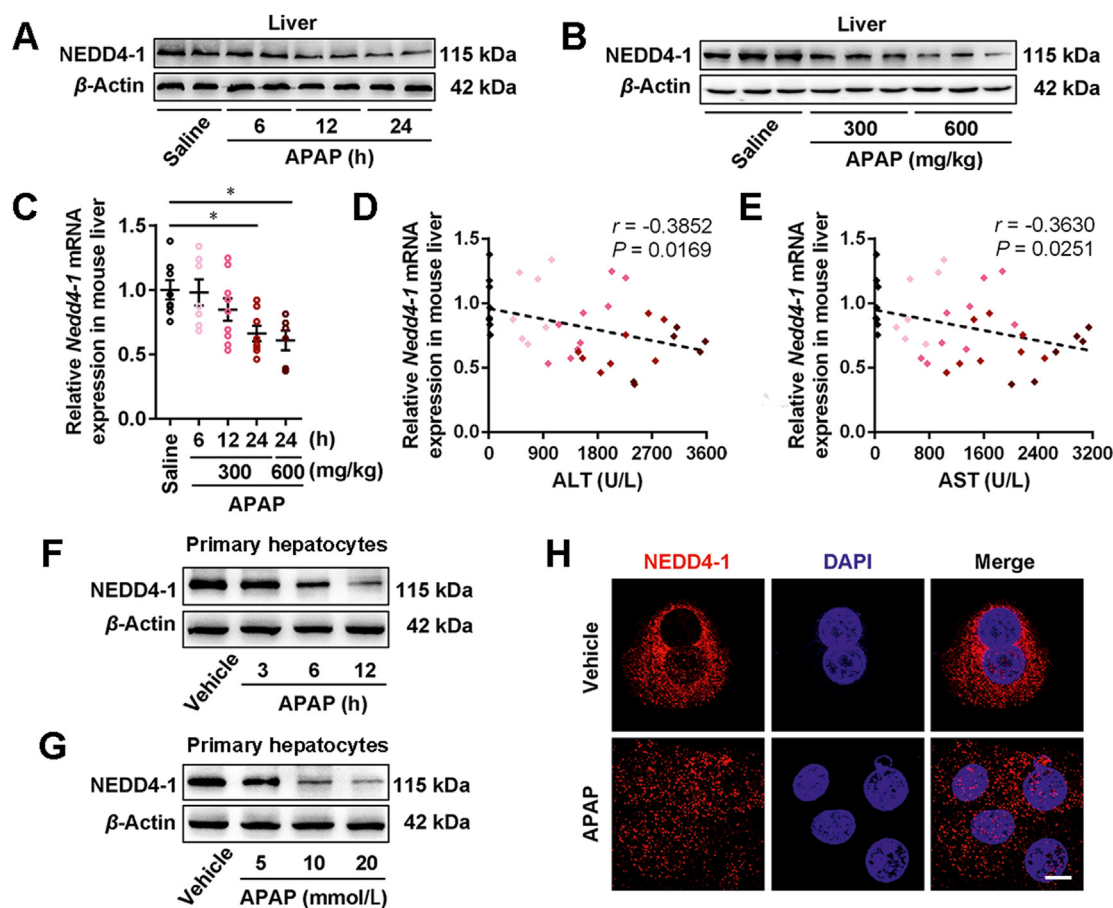 A
Liver
NEDD4-1
115 kDa
β-Actin
42 kDa
Saline
6 12 24
APAP (h)
B
Liver
NEDD4-1
115 kDa
β-Actin
42 kDa
Saline
300 600
APAP (mg/kg)
C
Relative Nedd4-1 mRNA
expression in mouse liver
1.5
1.0
0.5
1.0
*
*
Saline
6 12 24 24 (h)
300 600 (mg/kg)
APAP
D
Relative Nedd4-1 mRNA
expression in mouse liver
r = -0.3852
P = 0.0169
1.5
1.0
0.5
0.0
0 900 1800 2700 3600
ALT (U/L)
E
Relative Nedd4-1 mRNA
expression in mouse liver
r = -0.3630
P = 0.0251
1.5
1.0
0.5
0.0
0 800 1600 2400 3200
AST (U/L)
F
Primary hepatocytes
NEDD4-1
115 kDa
β-Actin
42 kDa
Vehicle
3 6 12
APAP (h)
G
Primary hepatocytes
NEDD4-1
115 kDa
β-Actin
42 kDa
Vehicle
5 10 20
APAP (mmol/L)
H
NEDD4-1 DAPI Merge
Vehicle
APAP